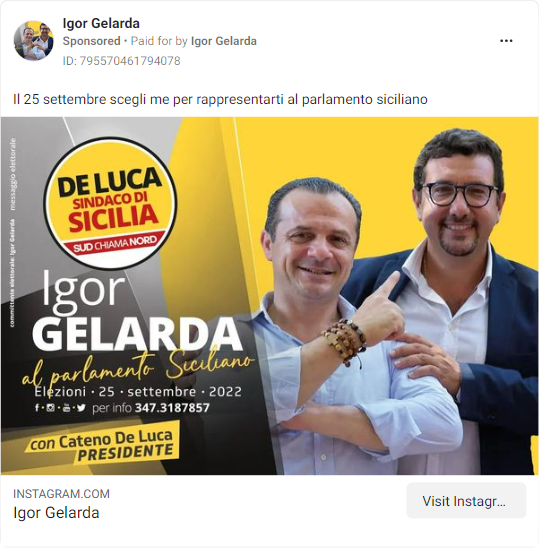 Igor Gelarda
Sponsored • Paid for by Igor Gelarda
ID: 795570461794078
Il 25 settembre scegli me per rappresentarti al parlamento siciliano
committente elettorale: Igor Gelarda messaggio elettorale
DE LUCA
SINDACO DI
SICILIA
SUD CHIAMA NORD
Igor
GELARDA
al parlamento Siciliano
Elezioni • 25 • settembre • 2022
per info 347.3187857
con Cateno De Luca
PRESIDENTE
INSTAGRAM.COM
Igor Gelarda
Visit Instagr...